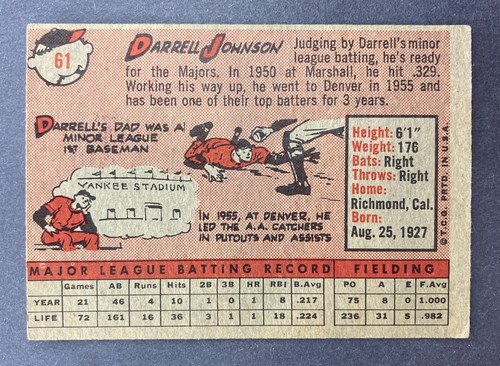 61
DARRELL JOHNSON
Judging by Darrell's minor
league batting, he's ready
for the Majors. In 1950 at Marshall, he hit .329.
Working his way up, he went to Denver in 1955 and
has been one of their top batters for 3 years.
DARRELL'S DAD WAS A
MINOR LEAGUE
1ST BASEMAN
YANKEE STADIUM
IN 1955, AT DENVER, HE
LED THE A.A. CATCHERS
IN PUTOUTS AND ASSISTS
Height: 6'1"
Weight: 176
Bats: Right
Throws: Right
Home:
Richmond, Cal.
Born:
Aug. 25, 1927
© T.C.G. PRTD. IN U.S.A.
MAJOR LEAGUE BATTING RECORD FIELDING
Games AB Runs Hits 2B 3B HR RBI B.Avg PO A E F.Avg
YEAR 21 46 4 10 1 0 1 8 .217 75 8 0 1.000
LIFE 72 161 16 36 7 1 1 18 .224 236 31 5 .982